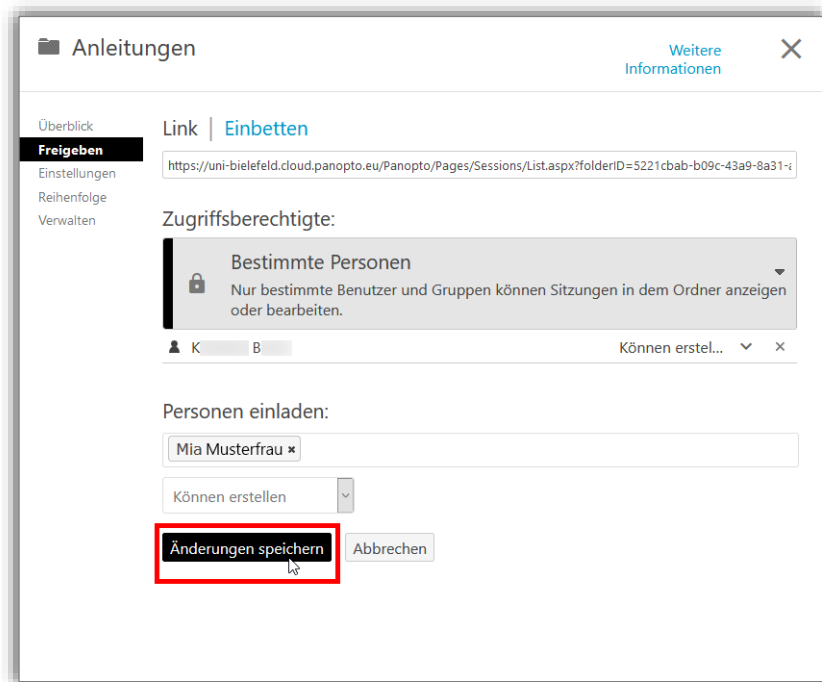 Anleitungen
Weitere
Informationen
Überblick
Freigeben
Einstellungen
Reihenfolge
Verwalten
Link | Einbetten
https://uni-bielefeld.cloud.panopto.eu/Panopto/Pages/Sessions/List.aspx?folderID=5221cbab-b09c-43a9-8a31-
Zugriffsberechtigte:
Bestimmte Personen
Nur bestimmte Benutzer und Gruppen können Sitzungen in dem Ordner anzeigen
oder bearbeiten.
K B Können erstel...
Personen einladen:
Mia Musterfrau ×
Können erstellen
Änderungen speichern Abbrechen